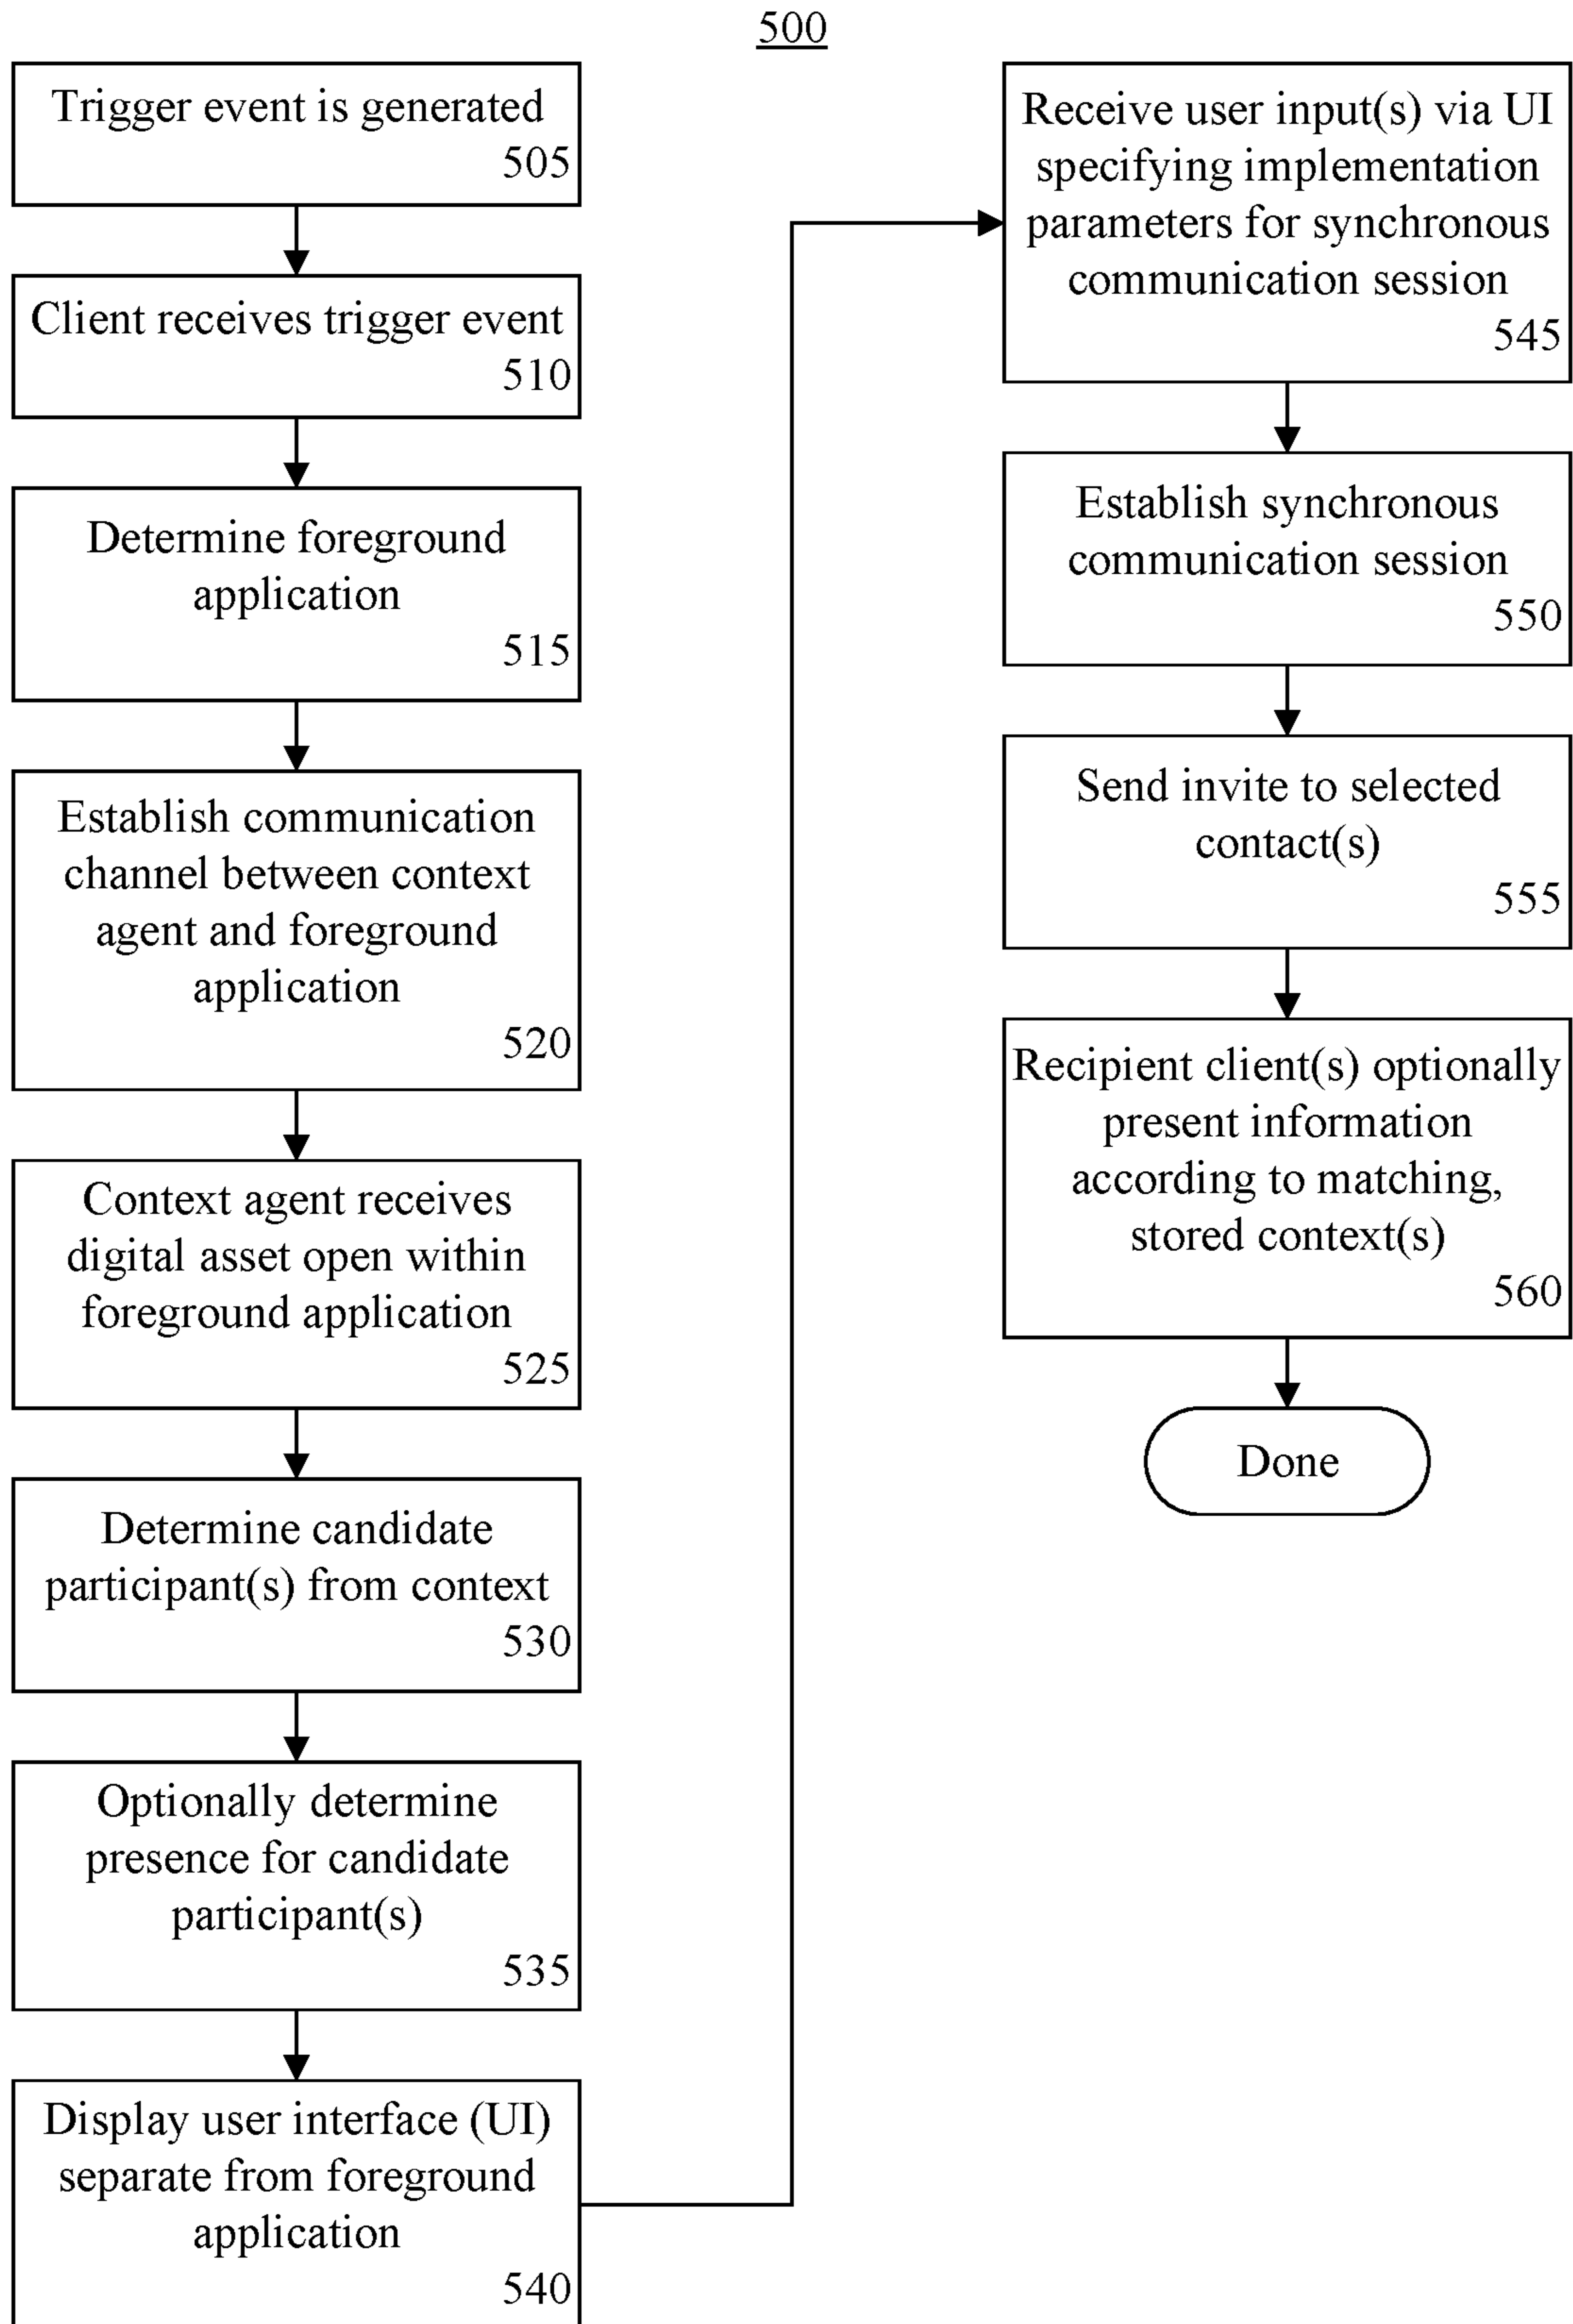 500
Trigger event is generated
505
Client receives trigger event
510
Determine foreground
application
515
Establish communication
channel between context
agent and foreground
application
520
Context agent receives
digital asset open within
foreground application
525
Determine candidate
participant(s) from context
530
Optionally determine
presence for candidate
participant(s)
535
Display user interface (UI)
separate from foreground
application
540
Receive user input(s) via UI
specifying implementation
parameters for synchronous
communication session
545
Establish synchronous
communication session
550
Send invite to selected
contact(s)
555
Recipient client(s) optionally
present information
according to matching,
stored context(s)
560
Done